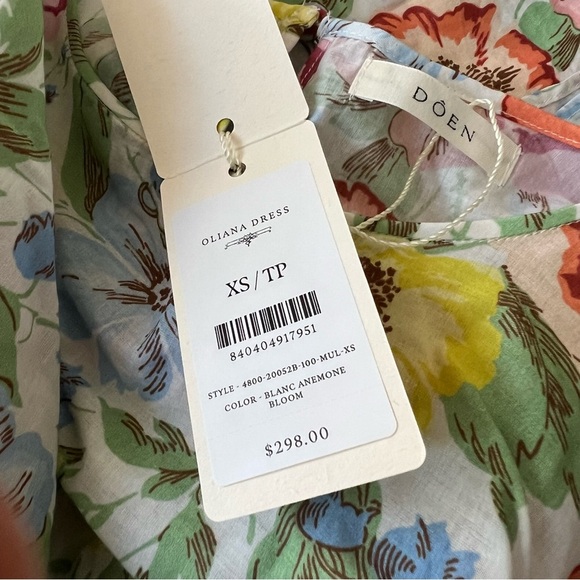 DÔEN
OLIANA DRESS
XS / TP
840404917951
STYLE - 4800-20052B-100-MUL-XS
COLOR - BLANC ANEMONE
BLOOM
$298.00